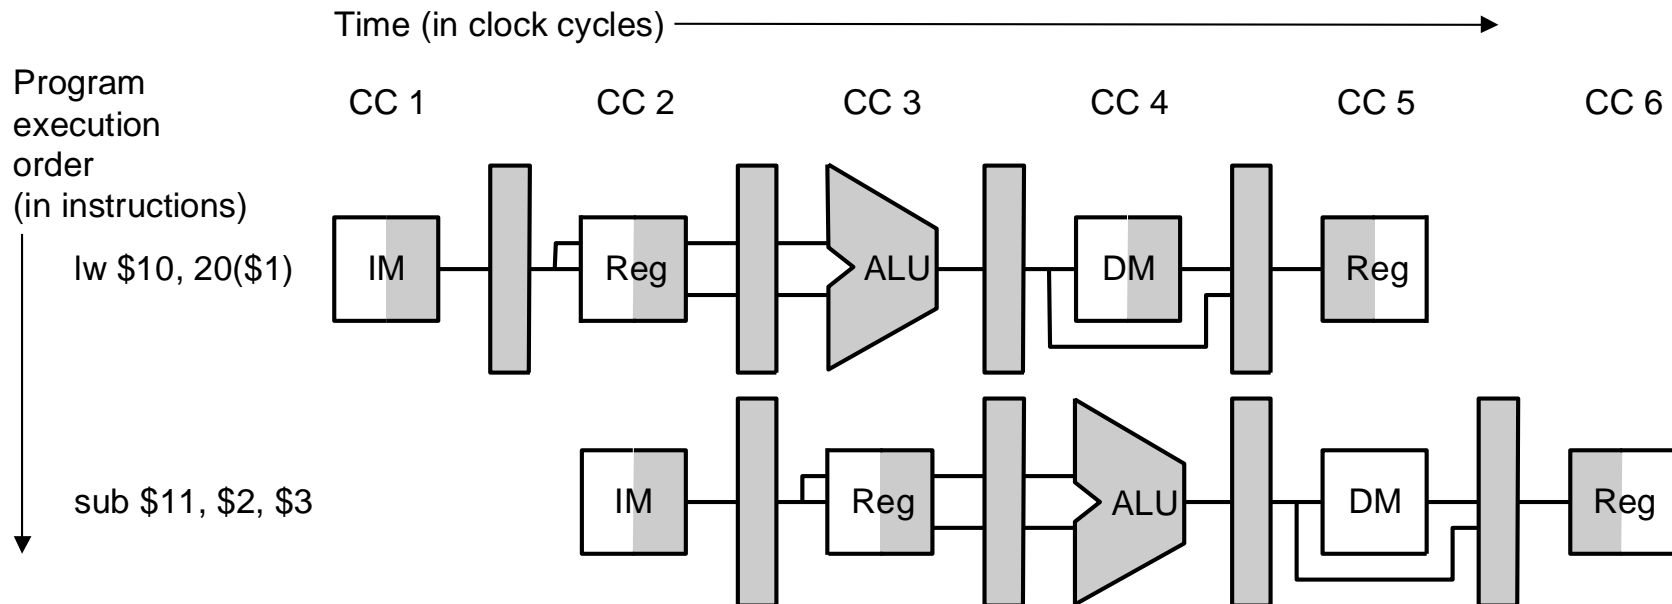 Time (in clock cycles)
Program
execution
order
(in instructions)
CC 1 CC 2 CC 3 CC 4 CC 5 CC 6
lw $10, 20($1)
IM Reg ALU DM Reg
sub $11, $2, $3
IM Reg ALU DM Reg